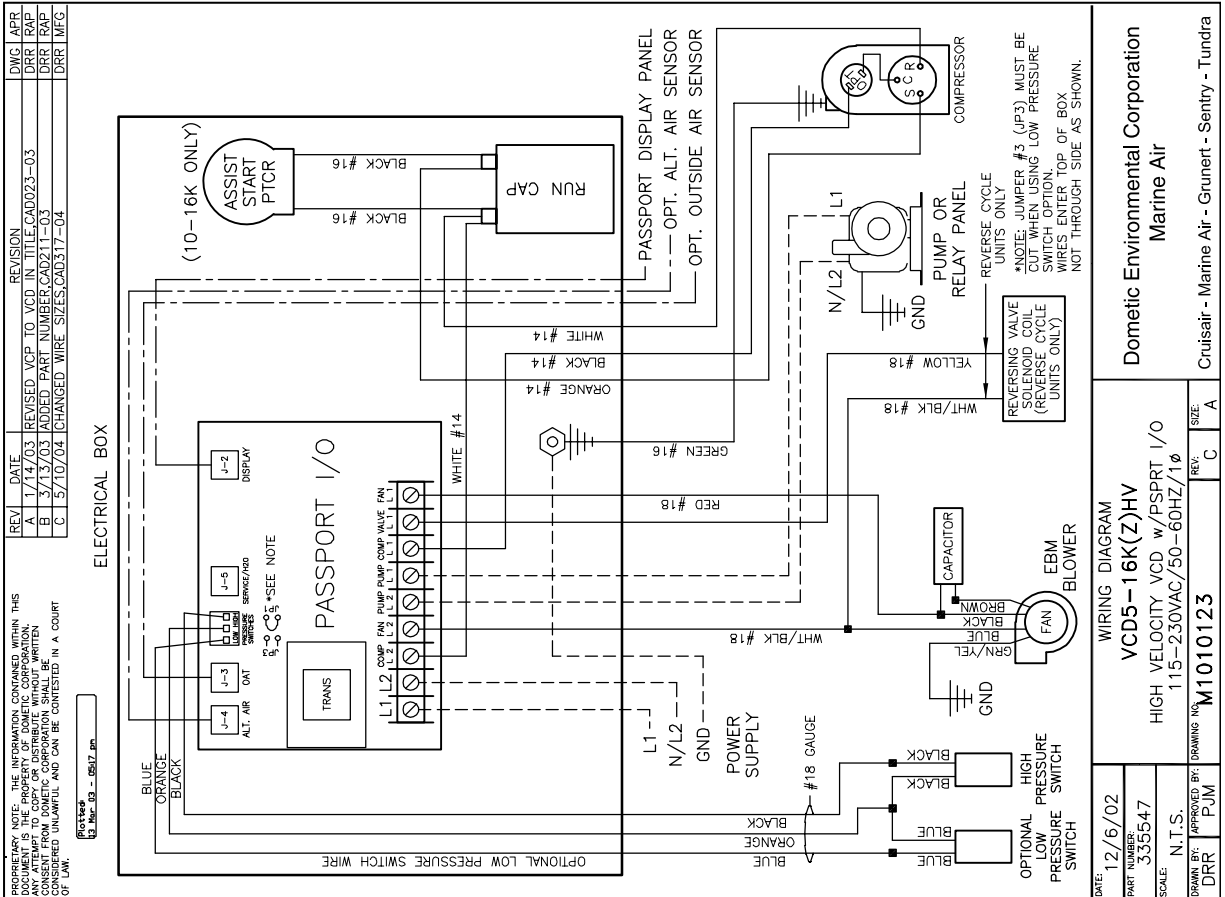 PROPRIETARY NOTE: THE INFORMATION CONTAINED WITHIN THIS
DOCUMENT IS THE PROPERTY OF DOMETIC CORPORATION.
ANY ATTEMPT TO COPY OR DISTRIBUTE WITHOUT WRITTEN
CONSENT FROM DOMETIC CORPORATION SHALL BE
CONSIDERED UNLAWFUL AND CAN BE CONTESTED IN A COURT
OF LAW.
Plotted:
13 Mar 03 - 05:17 pm
REV DATE REVISION DWG APR
A 1/14/03 REVISED VCP TO VCD IN TITLE,CAD023-03 DRR RAP
B 3/13/03 ADDED PART NUMBER,CAD211-03 DRR RAP
C 5/10/04 CHANGED WIRE SIZES,CAD317-04 DRR MFG
ELECTRICAL BOX
BLUE
ORANGE
BLACK
J-4
ALT. AIR
J-3
OAT
LOW HIGH
PRESSURE
SWITCHES
J-5
SERVICE/H2O
J-2
DISPLAY
JP3
JP1
*SEE NOTE
TRANS
PASSPORT I/O
L1
L2
COMP
L2
FAN
L2
PUMP
L2
PUMP
L1
COMP
L1
VALVE
L1
FAN
L1
(10-16K ONLY)
ASSIST
START
PTCR
BLACK #16
BLACK #16
RUN CAP
WHITE #14
WHITE #14
BLACK #14
ORANGE #14
GREEN #16
RED #18
WHT/BLK #18
YELLOW #18
WHT/BLK #18
OPTIONAL LOW PRESSURE SWITCH WIRE
PASSPORT DISPLAY PANEL
OPT. ALT. AIR SENSOR
OPT. OUTSIDE AIR SENSOR
L1
N/L2
GND
POWER
SUPPLY
#18 GAUGE
BLACK
ORANGE
BLUE
BLUE
BLUE
BLACK
BLACK
OPTIONAL
LOW
PRESSURE
SWITCH
HIGH
PRESSURE
SWITCH
GND
GRN/YEL
BLUE
BLACK
BROWN
FAN
EBM
BLOWER
CAPACITOR
REVERSING VALVE
SOLENOID COIL
(REVERSE CYCLE
UNITS ONLY)
REVERSE CYCLE
UNITS ONLY
N/L2
L1
GND
PUMP OR
RELAY PANEL
OLP
S
C
R
COMPRESSOR
*NOTE: JUMPER #3 (JP3) MUST BE
CUT WHEN USING LOW PRESSURE
SWITCH OPTION.
WIRES ENTER TOP OF BOX
NOT THROUGH SIDE AS SHOWN.
DATE:
12/6/02
PART NUMBER:
335547
SCALE:
N.T.S.
DRAWN BY:
DRR
APPROVED BY:
PJM
WIRING DIAGRAM
VCD5-16K(Z)HV
HIGH VELOCITY VCD w/PSPRT I/O
115-230VAC/50-60HZ/1ø
DRAWING NO.
M1010123
REV:
C
SIZE:
A
Dometic Environmental Corporation
Marine Air
Cruisair - Marine Air - Grunert - Sentry - Tundra